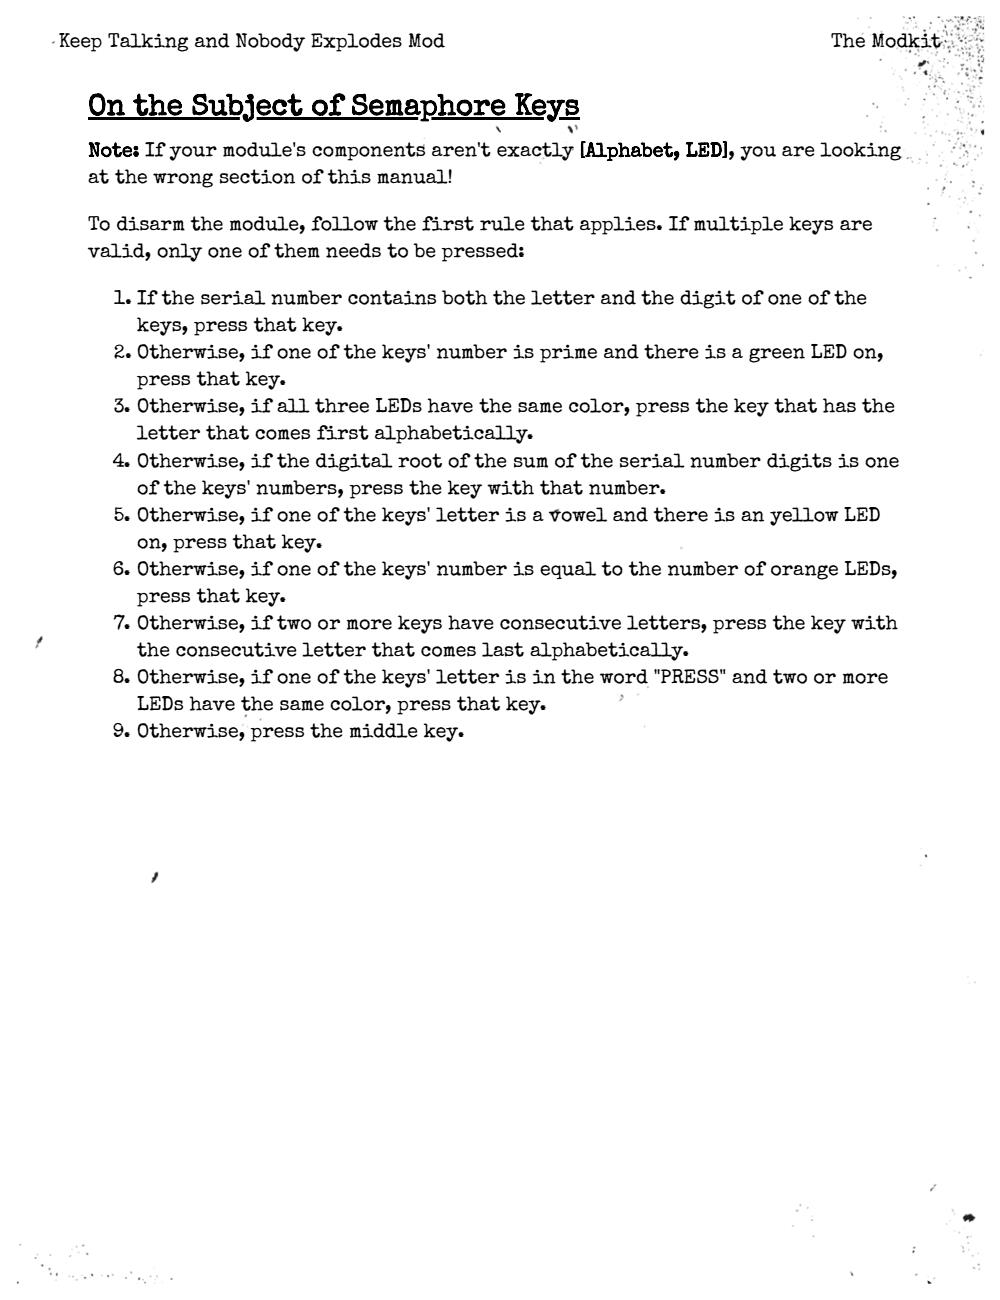 Keep Talking and Nobody Explodes Mod
The Modkit
On the Subject of Semaphore Keys
Note: If your module's components aren't exactly [Alphabet, LED], you are looking
at the wrong section of this manual!
To disarm the module, follow the first rule that applies. If multiple keys are
valid, only one of them needs to be pressed:
1. If the serial number contains both the letter and the digit of one of the
keys, press that key.
2. Otherwise, if one of the keys' number is prime and there is a green LED on,
press that key.
3. Otherwise, if all three LEDs have the same color, press the key that has the
letter that comes first alphabetically.
4. Otherwise, if the digital root of the sum of the serial number digits is one
of the keys' numbers, press the key with that number.
5. Otherwise, if one of the keys' letter is a vowel and there is an yellow LED
on, press that key.
6. Otherwise, if one of the keys' number is equal to the number of orange LEDs,
press that key.
7. Otherwise, if two or more keys have consecutive letters, press the key with
the consecutive letter that comes last alphabetically.
8. Otherwise, if one of the keys' letter is in the word "PRESS" and two or more
LEDs have the same color, press that key.
9. Otherwise, press the middle key.